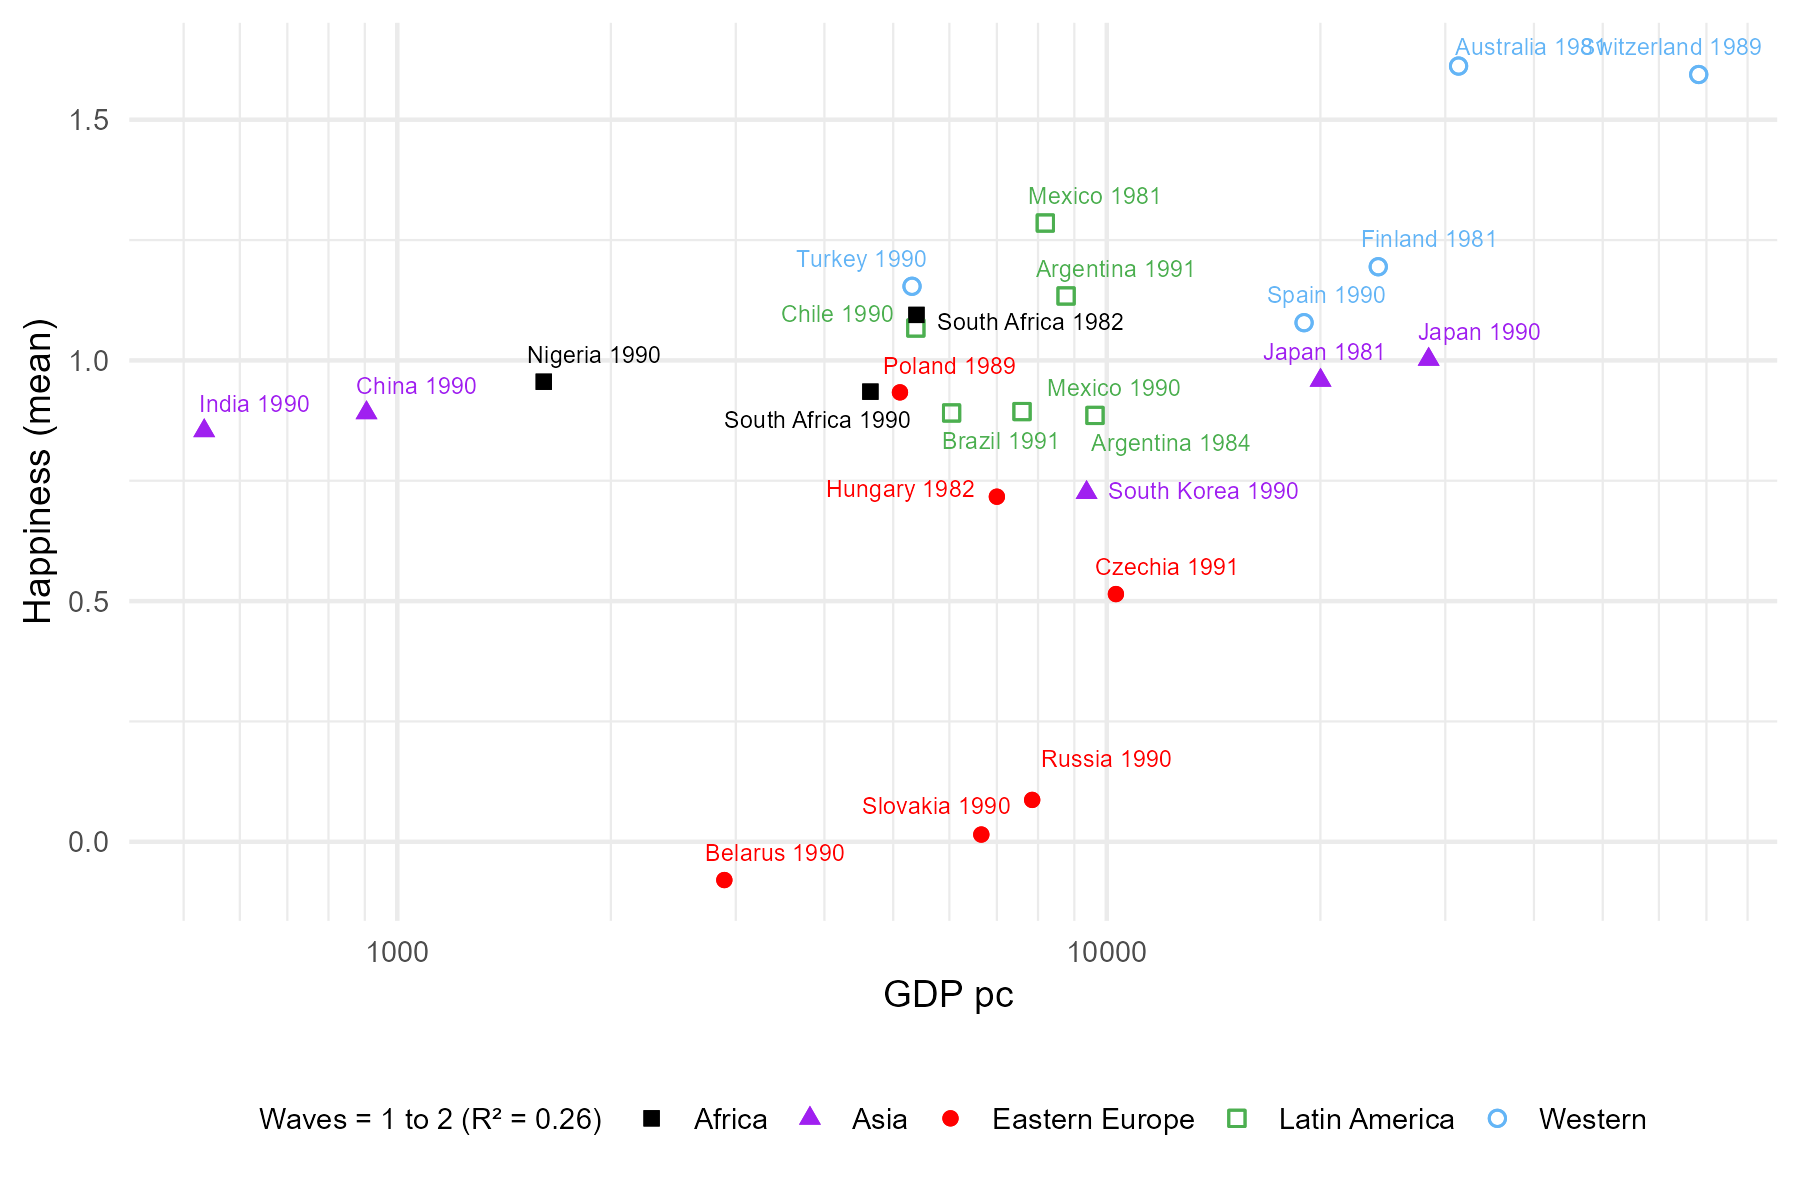 Australia 1981
Switzerland 1989
1.5
Mexico 1981
Finland 1981
Turkey 1990
Argentina 1991
Spain 1990
Chile 1990
South Africa 1982
Japan 1990
Nigeria 1990
Japan 1981
1.0
Poland 1989
China 1990
Mexico 1990
India 1990
South Africa 1990
Brazil 1991
Argentina 1984
Hungary 1982
South Korea 1990
Happiness (mean)
Czechia 1991
0.5
Russia 1990
Slovakia 1990
0.0
Belarus 1990
1000
10000
GDP pc
Waves = 1 to 2 (R² = 0.26) Africa Asia Eastern Europe Latin America Western